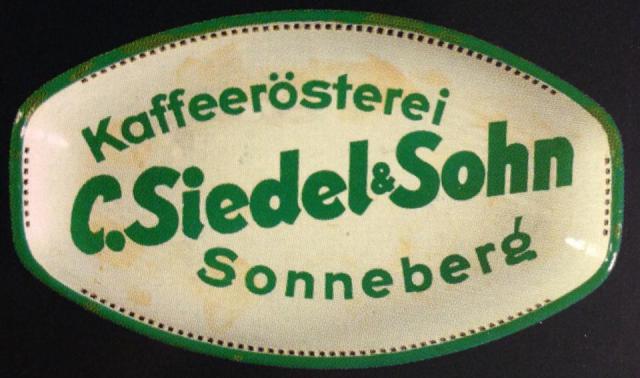 Kaffeerösterei
C. Siedel & Sohn
Sonneberg